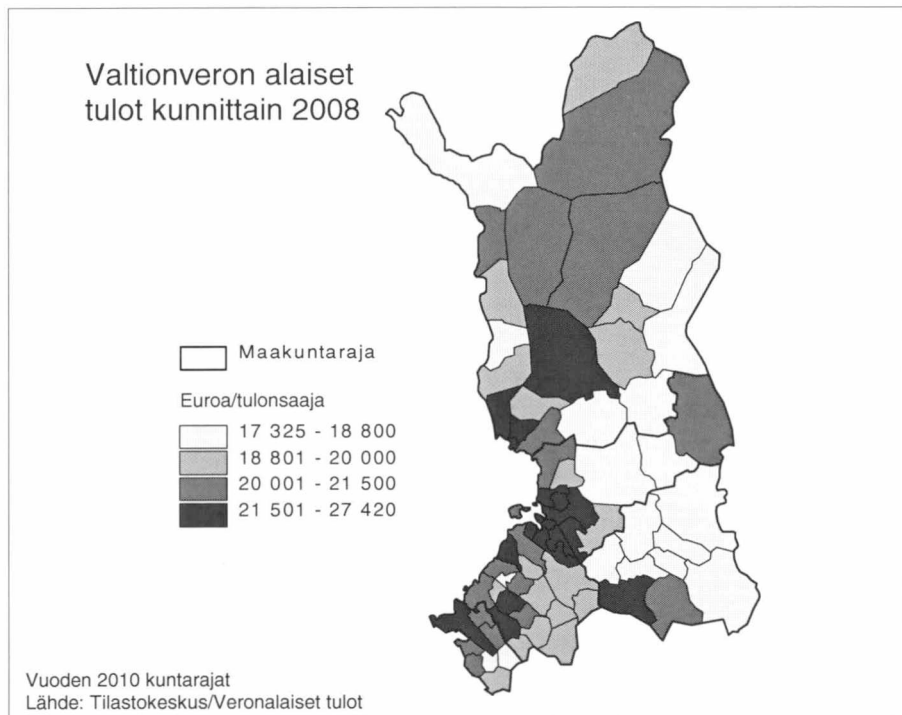 Valtionveron alaiset
tulot kunnittain 2008
Maakuntaraja
Euroa/tulonsaaja
17 325 - 18 800
18 801 - 20 000
20 001 - 21 500
21 501 - 27 420
Vuoden 2010 kuntarajat
Lähde: Tilastokeskus/Veronalaiset tulot